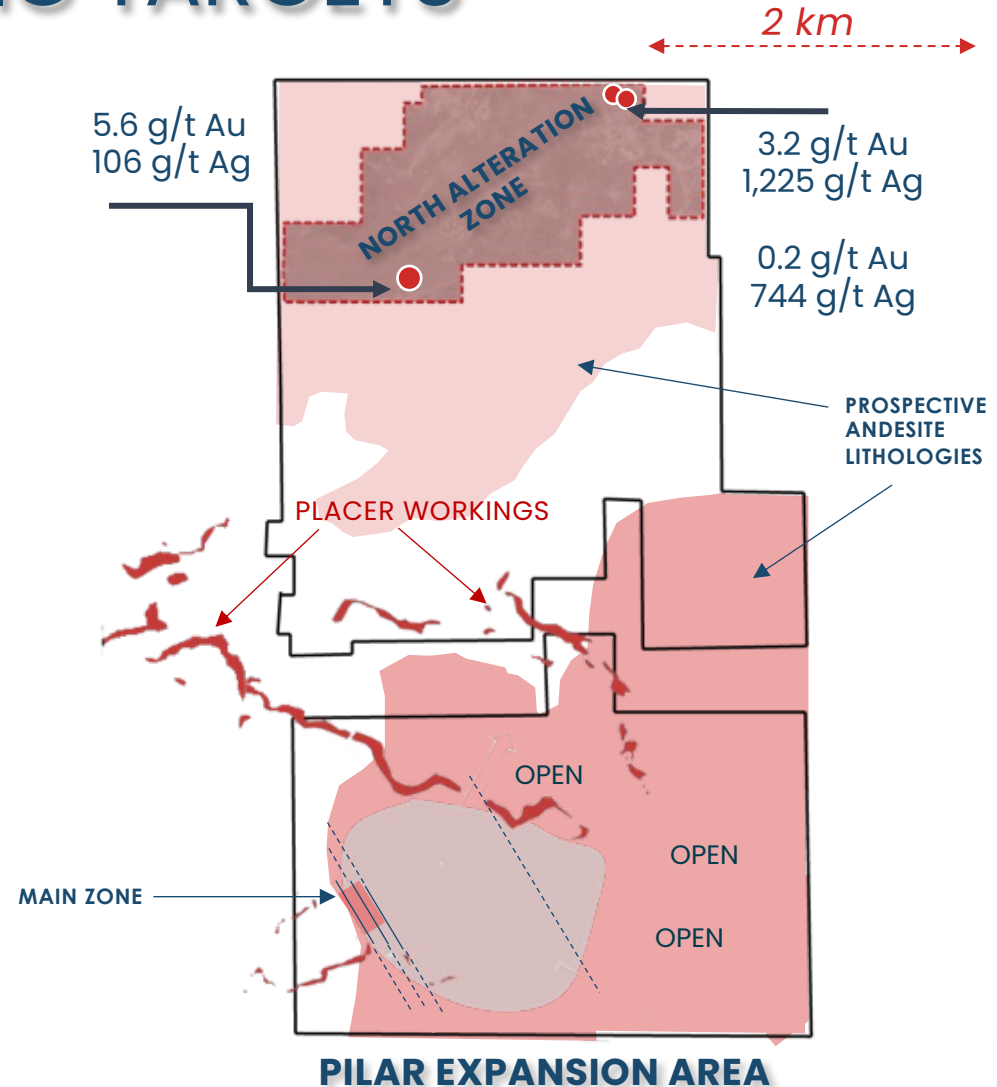 TARGETS
2 km
5.6 g/t Au
106 g/t Ag
NORTH ALTERATION
ZONE
3.2 g/t Au
1,225 g/t Ag
0.2 g/t Au
744 g/t Ag
PROSPECTIVE
ANDESITE
LITHOLOGIES
PLACER WORKINGS
OPEN
OPEN
MAIN ZONE
OPEN
PILAR EXPANSION AREA